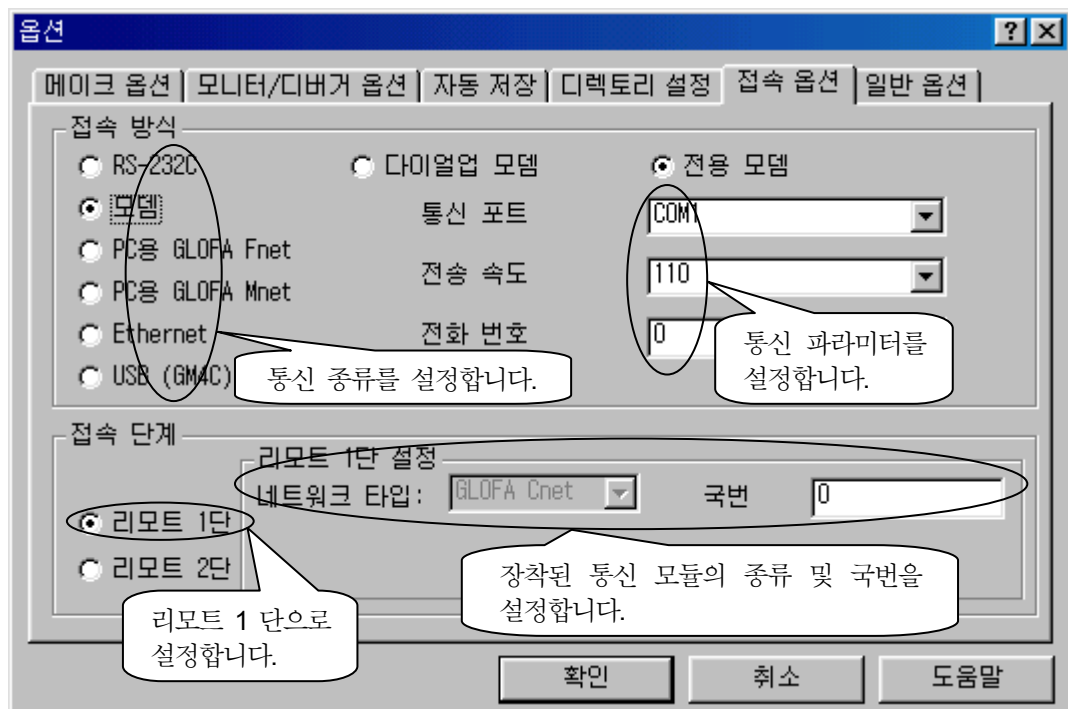 옵션
메이크 옵션 모니터/디버거 옵션 자동 저장 디렉토리 설정 접속 옵션 일반 옵션
접속 방식
RS-232C 다이얼업 모뎀 전용 모뎀
모뎀 통신 포트 COM1
PC용 GLOFA Fnet
PC용 GLOFA Mnet 전송 속도 110
Ethernet 전화 번호 0
USB (GM4C)
통신 종류를 설정합니다.
통신 파라미터를
설정합니다.
접속 단계
리모트 1단 설정
네트워크 타입: GLOFA Cnet 국번 0
리모트 1단
리모트 2단
장착된 통신 모듈의 종류 및 국번을
설정합니다.
리모트 1 단으로
설정합니다.
확인 취소 도움말